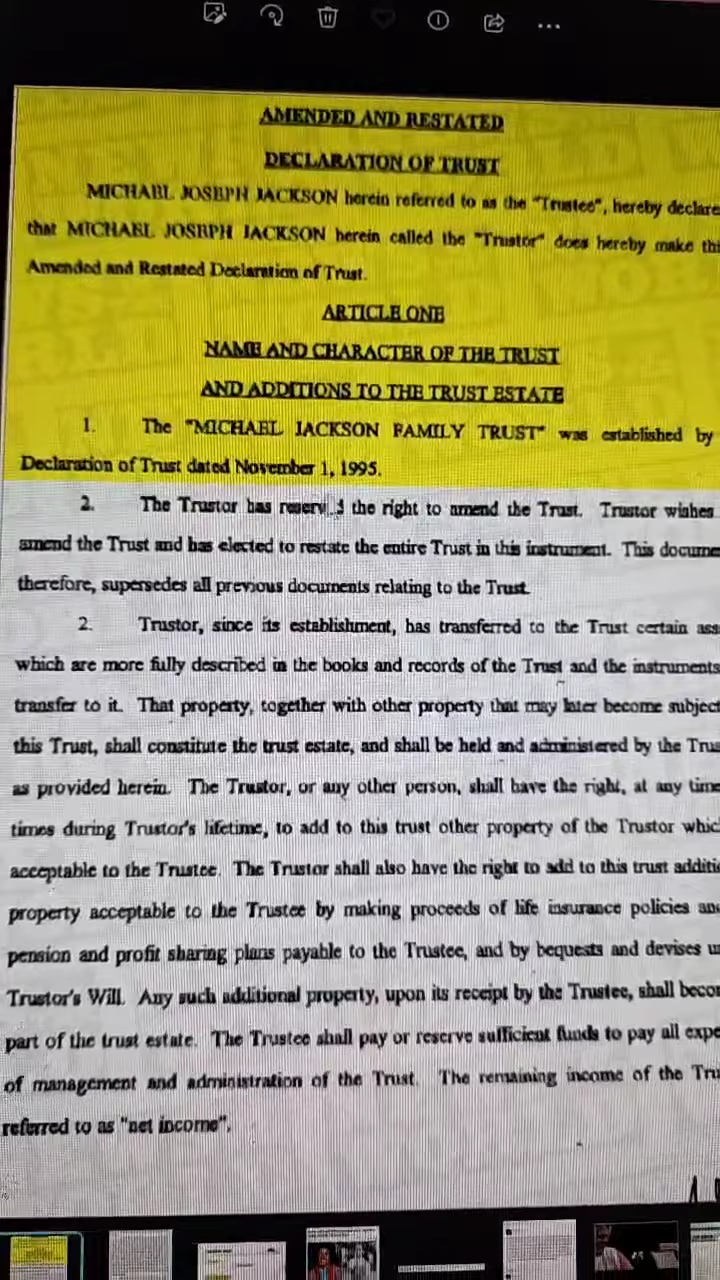 AMENDED AND RESTATED
DECLARATION OF TRUST
MICHAEL JOSEPH JACKSON herein referred to as the "Trustee", hereby declare
that MICHAEL JOSEPH JACKSON herein called the "Trustor" does hereby make thi
Amended and Restated Declaration of Trust.
ARTICLE ONE
NAME AND CHARACTER OF THE TRUST
AND ADDITIONS TO THE TRUST ESTATE
1. The "MICHAEL JACKSON FAMILY TRUST" was established by
Declaration of Trust dated November 1, 1995.
2. The Trustor has the right to amend the Trust. Trustor wishes
amend the Trust and has elected to restate the entire Trust in this instrument. This docume
therefore, supersedes all previous documents relating to the Trust.
2. Trustor, since its establishment, has transferred to the Trust certain ass
which are more fully described in the books and records of the Trust and the instruments
transfer to it. That property, together with other property that may later become subject
this Trust, shall constitute the trust estate, and shall be held and administered by the Trus
as provided herein. The Trustor, or any other person, shall have the right, at any time
times during Trustor's lifetime, to add to this trust other property of the Trustor whic
acceptable to the Trustee. The Trustor shall also have the right to add to this trust additi
property acceptable to the Trustee by making proceeds of life insurance policies an
pension and profit sharing plans payable to the Trustee, and by bequests and devises u
Trustor's Will. Any such additional property, upon its receipt by the Trustee, shall beco
part of the trust estate. The Trustee shall pay or reserve sufficient funds to pay all expe
of management and administration of the Trust. The remaining income of the Tru
referred to as "net income".